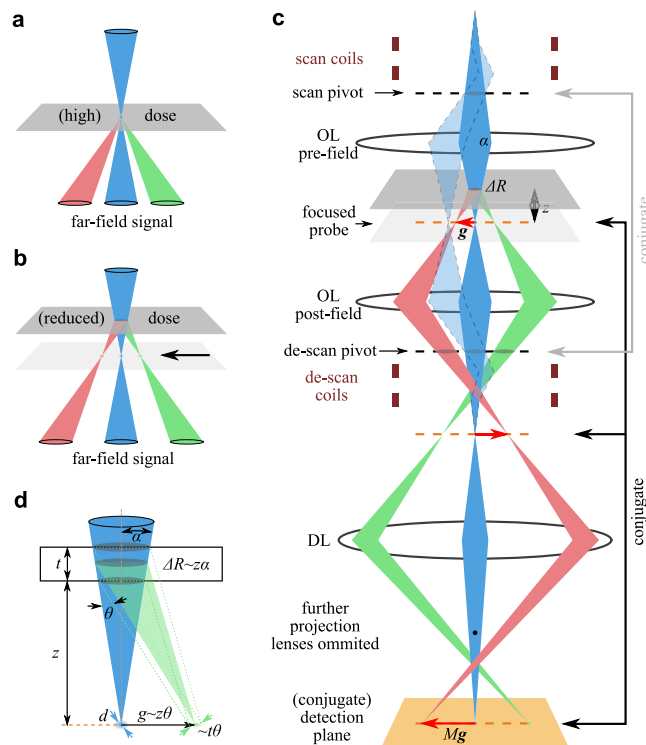 a
(high) dose
far-field signal
b
(reduced) dose
far-field signal
d
α
t
ΔR~zα
θ
z
d
g~zθ
~tθ
c
scan coils
scan pivot
OL
pre-field
α
ΔR
focused
probe
g
z
conjugate
OL
post-field
de-scan pivot
de-scan
coils
conjugate
DL
further
projection
lenses ommited
(conjugate)
detection
plane
Mg